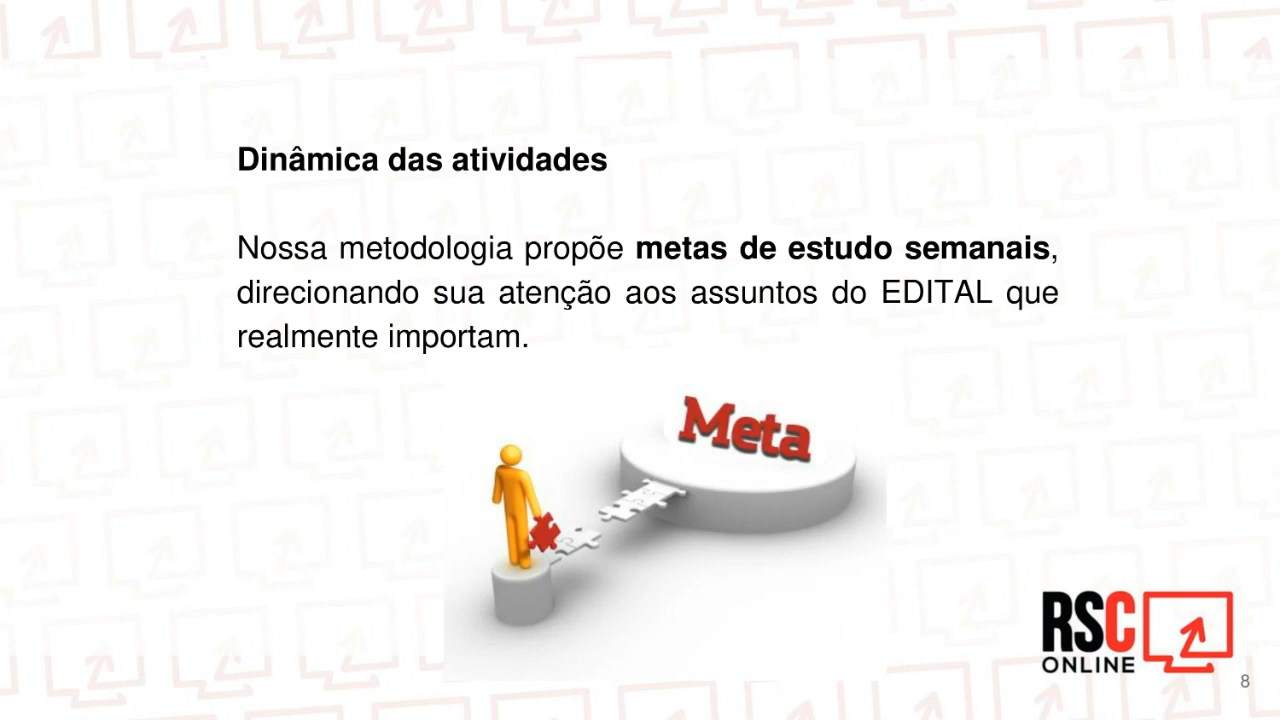 Dinâmica das atividades
Nossa metodologia propõe metas de estudo semanais,
direcionando sua atenção aos assuntos do EDITAL que
realmente importam.
Meta
RSC
ONLINE
8